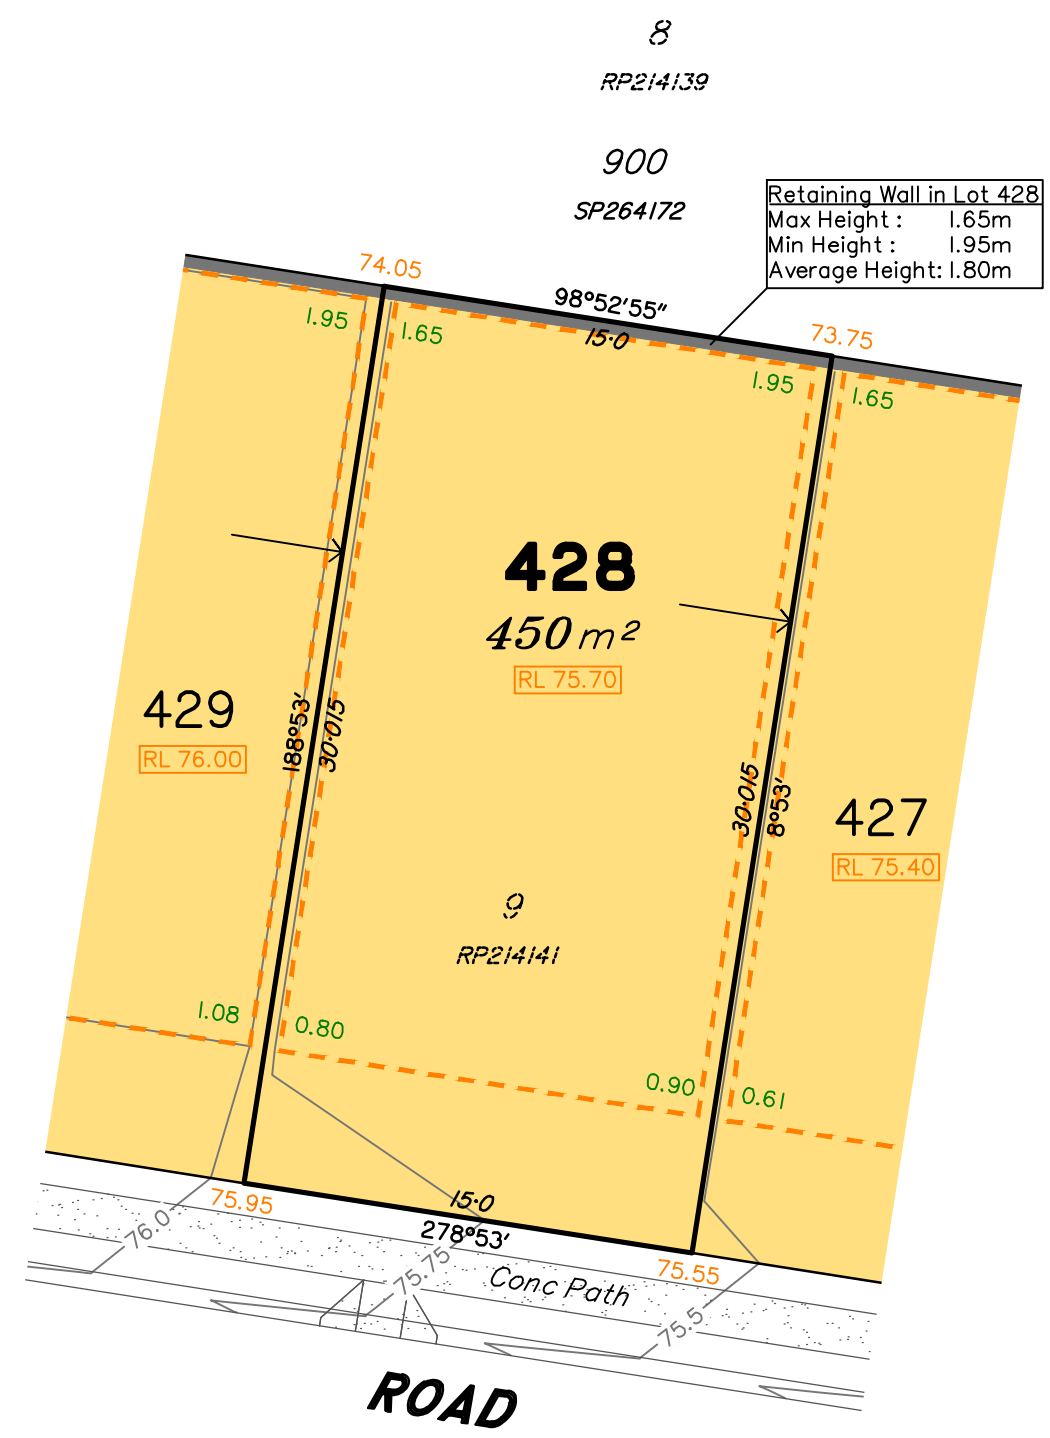 8
RP214139
900
SP264172
Retaining Wall in Lot 428
Max Height : 1.65m
Min Height : 1.95m
Average Height: 1.80m
74.05
98°52'55"
15·0
73.75
1.95
1.65
1.95
1.65
428
450 m²
RL 75.70
429
RL 76.00
188°53'
30·015
30·015
8°53'
427
RL 75.40
9
RP214141
1.08
0.80
0.90
0.61
75.95
15·0
278°53'
75.55
76.0
75.75
75.5
Conc Path
ROAD